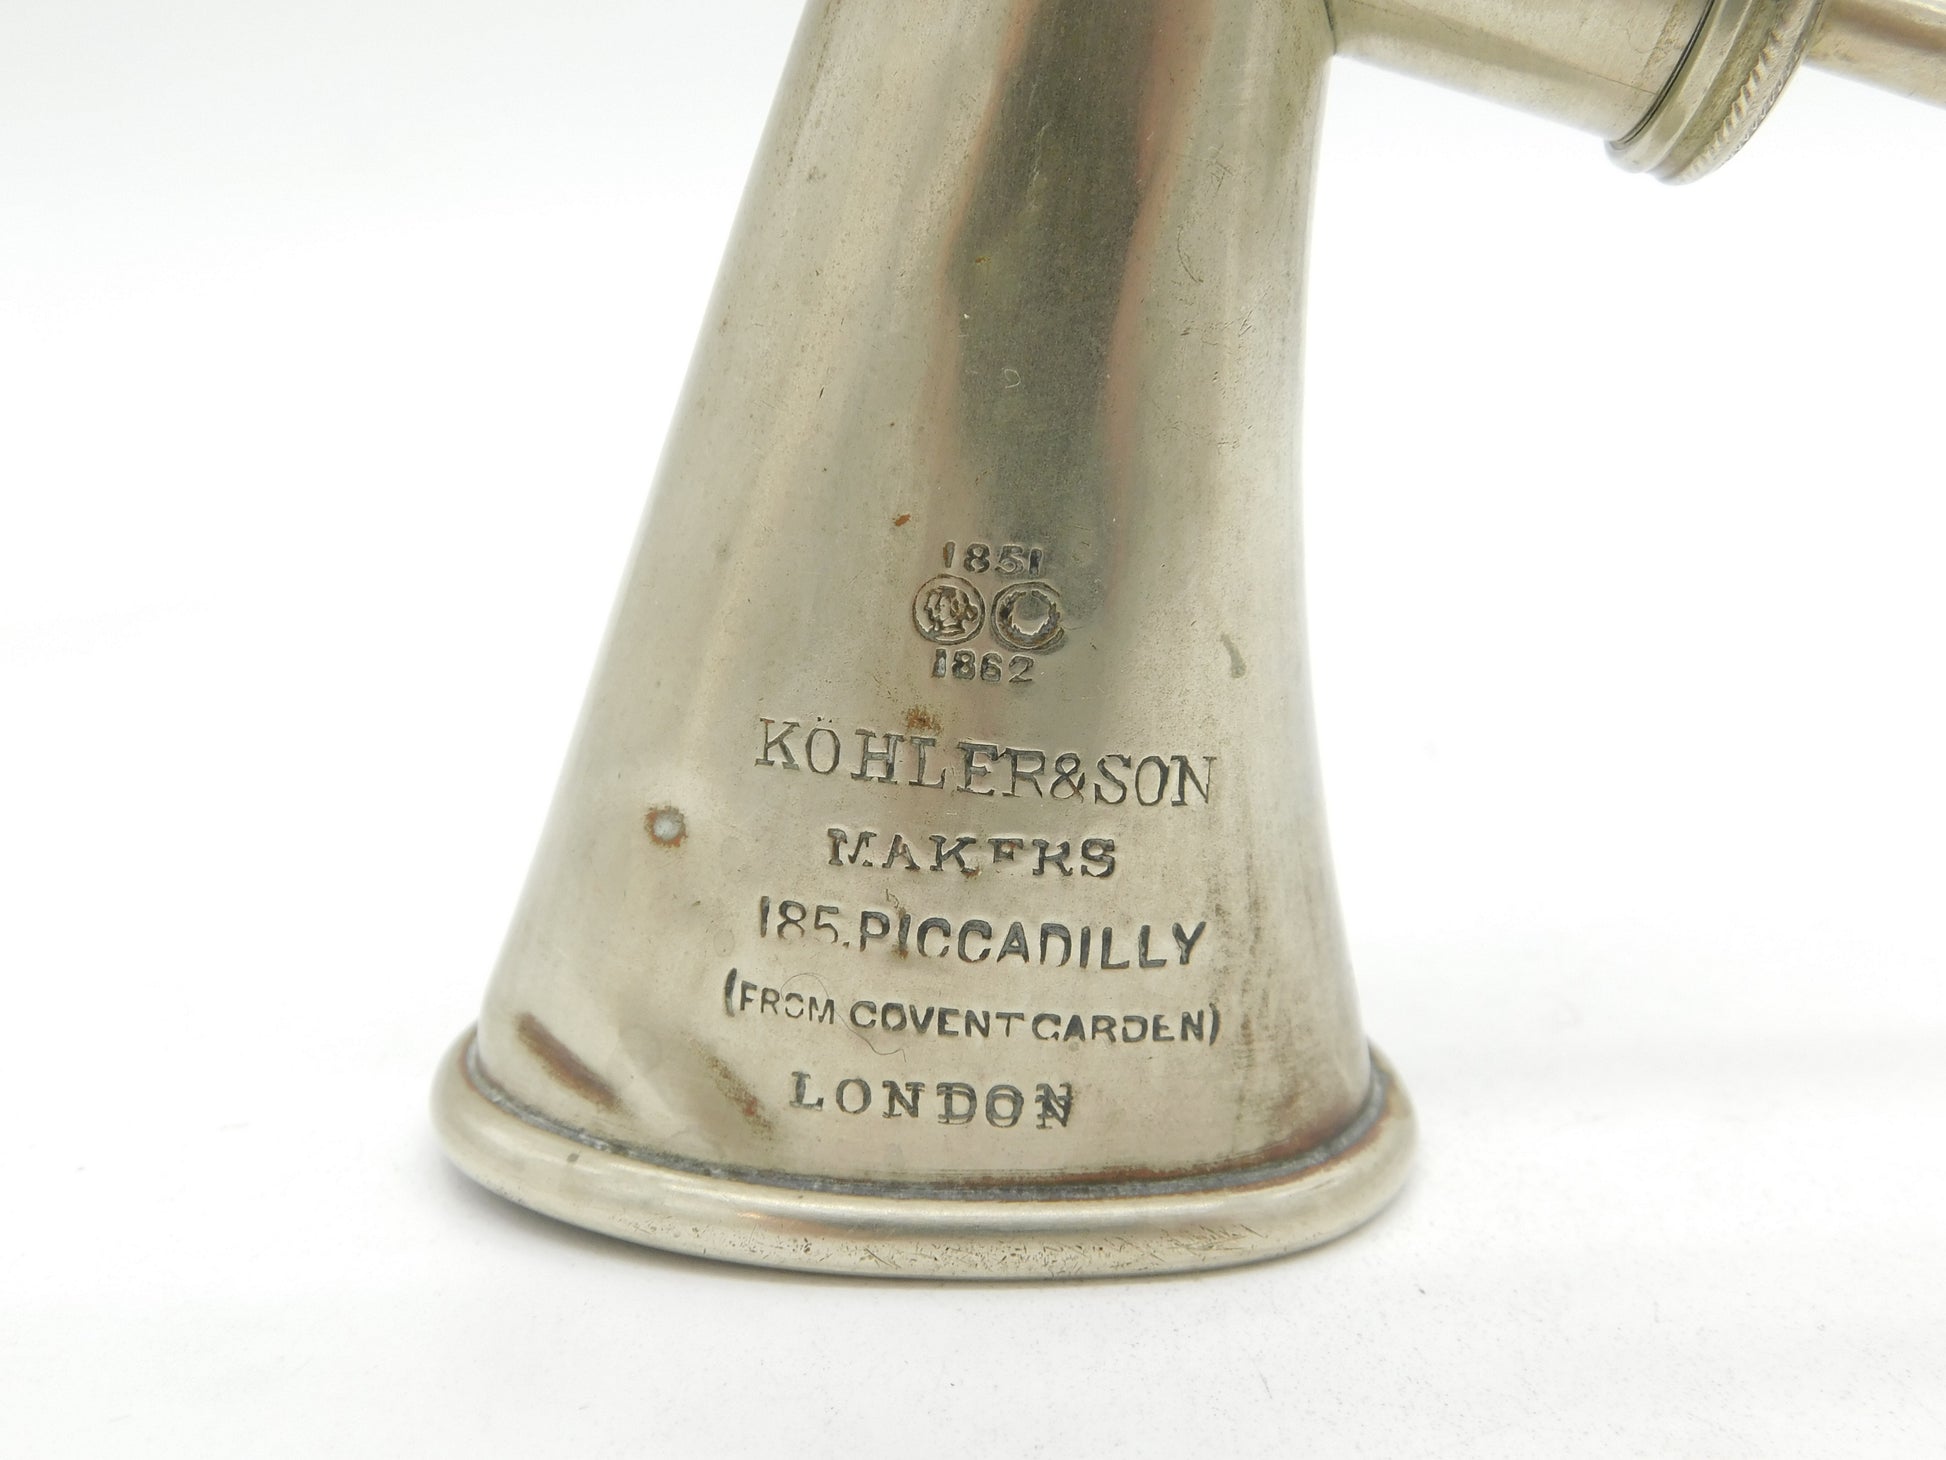 1851
1862
KÖHLER&SON
MAKERS
185.PICCADILLY
(FROM COVENT GARDEN)
LONDON